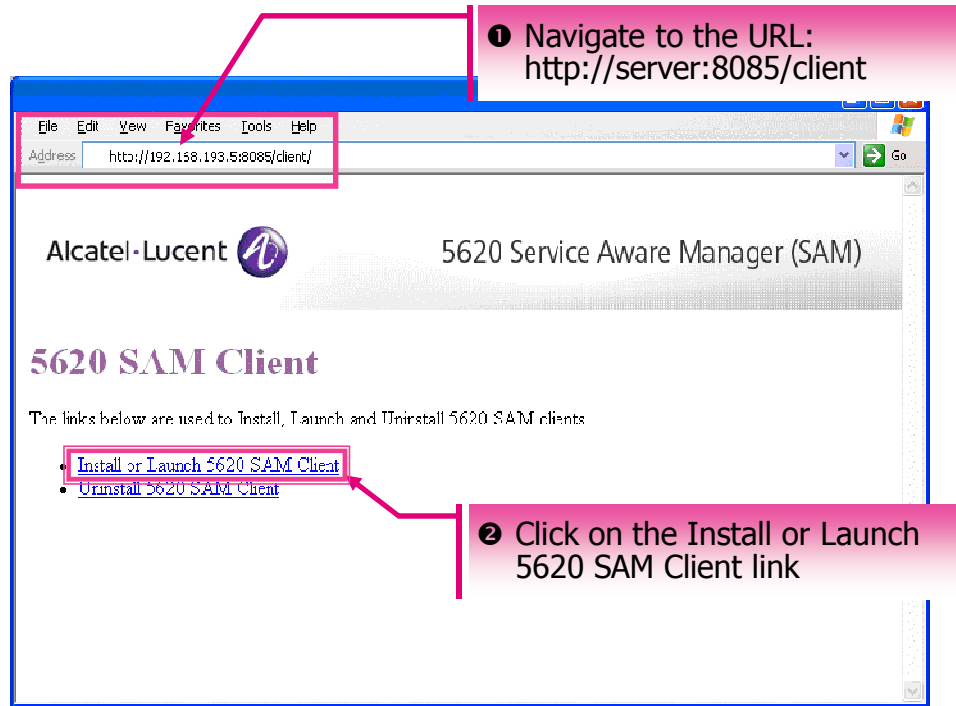 ❶ Navigate to the URL:
http://server:8085/client
File Edit View Favorites Tools Help
Address http://192.168.193.5:8085/client/ Go
Alcatel-Lucent 5620 Service Aware Manager (SAM)
5620 SAM Client
The links below are used to Install, Launch and Uninstall 5620 SAM clients
• Install or Launch 5620 SAM Client
• Uninstall 5620 SAM Client
❷ Click on the Install or Launch
5620 SAM Client link